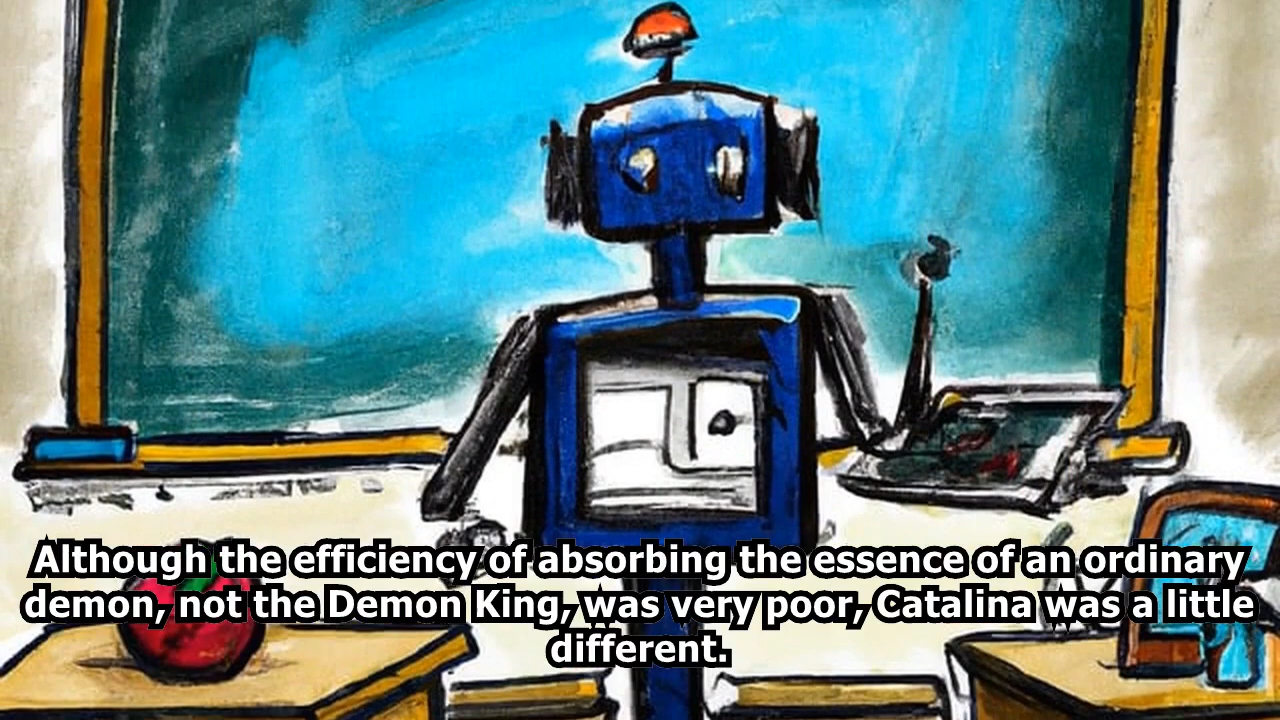 Although the efficiency of absorbing the essence of an ordinary
demon, not the Demon King, was very poor, Catalina was a little
different.